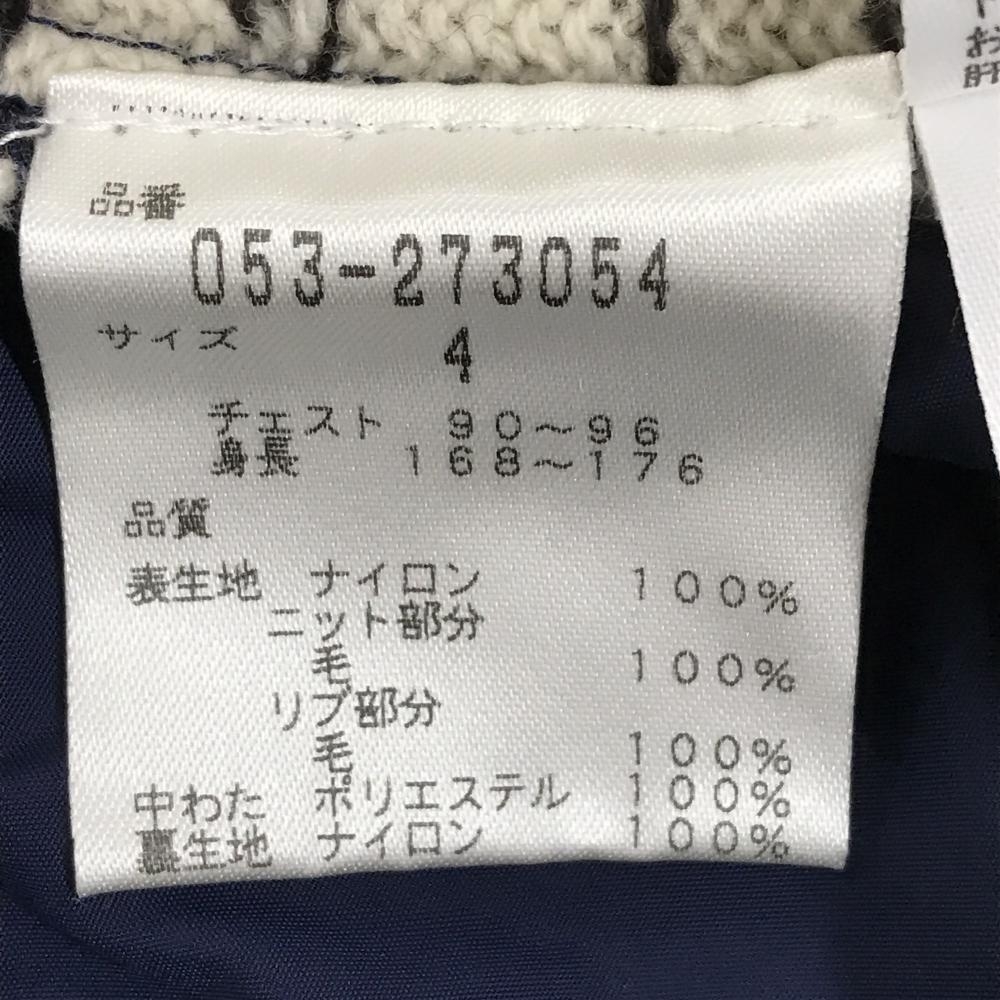 品番
053-273054
サイズ 4
チェスト 90～96
身長 168～176
品質
表生地 ナイロン 100%
ニット部分
毛 100%
リブ部分
毛 100%
中わた ポリエステル 100%
裏生地 ナイロン 100%